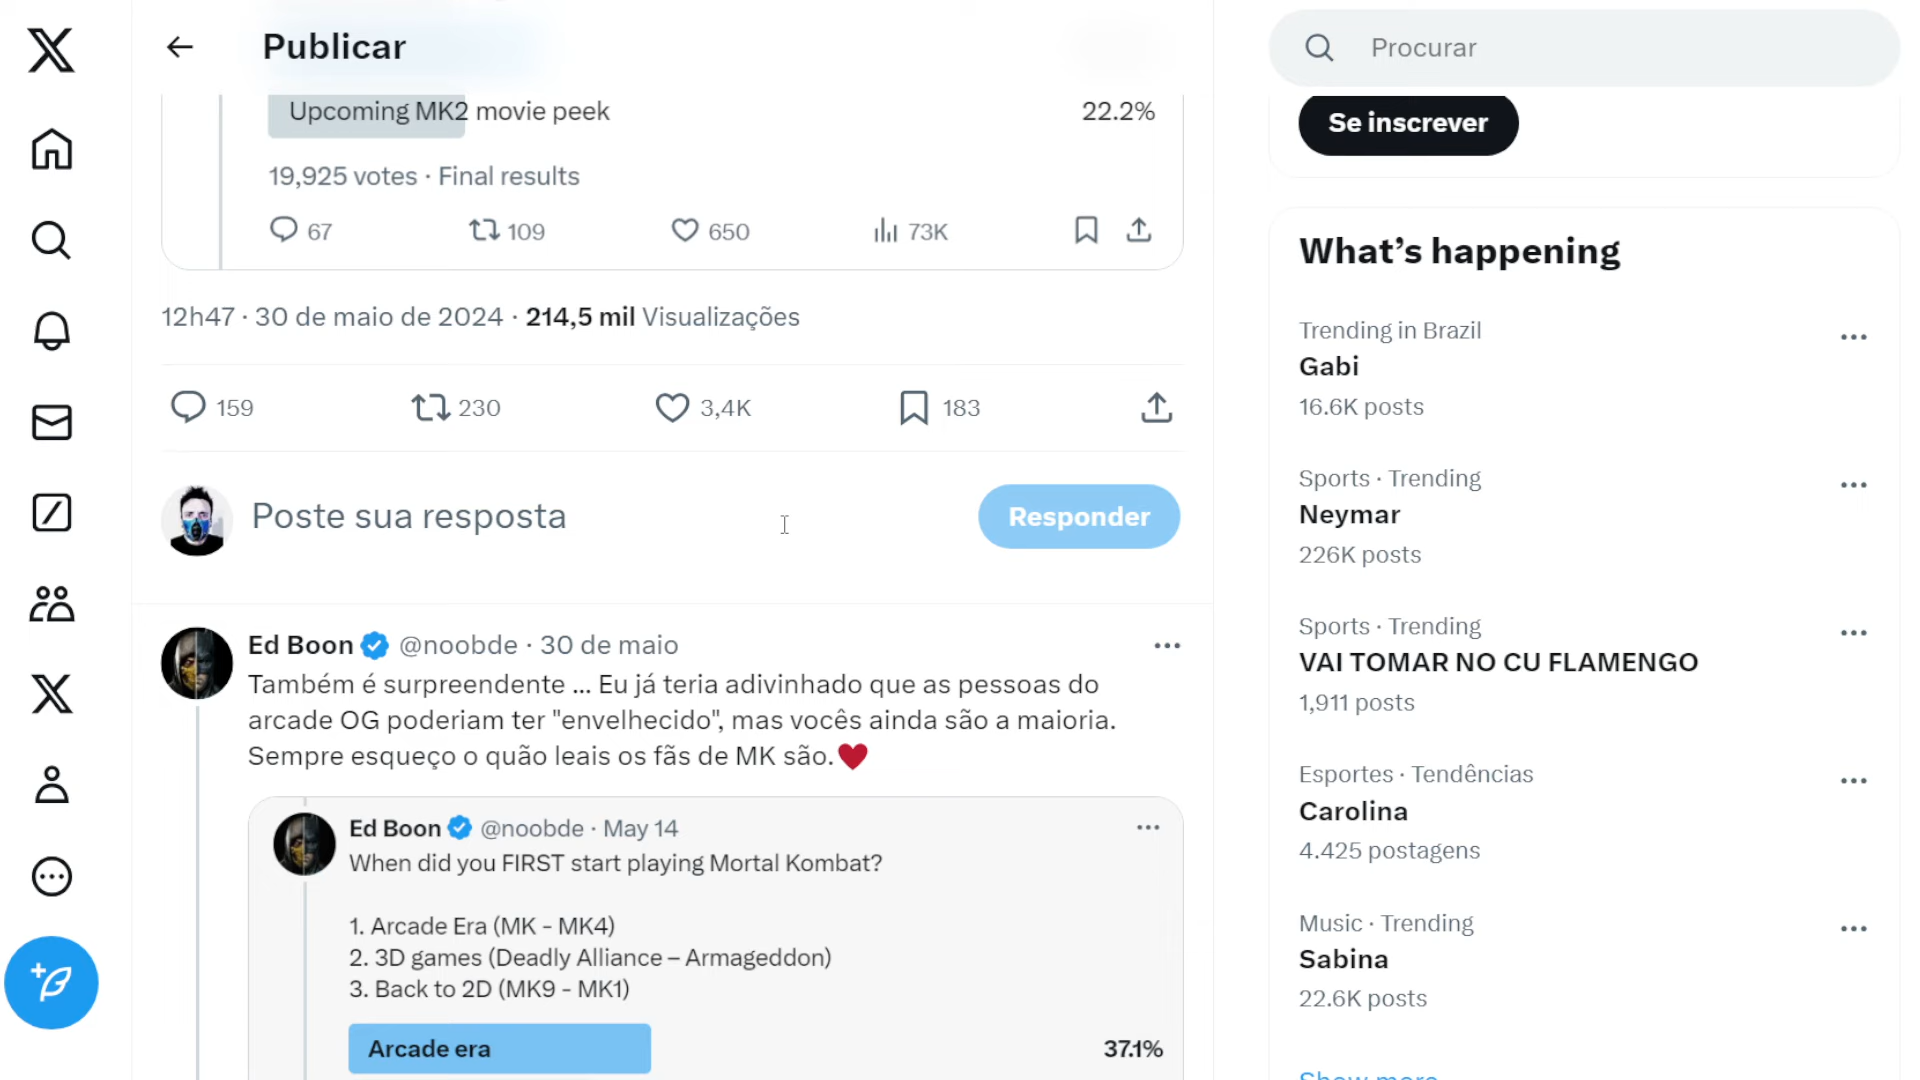 Publicar
Upcoming MK2 movie peek
22.2%
19,925 votes · Final results
67
109
650
73K
12h47 · 30 de maio de 2024 · 214,5 mil Visualizações
159
230
3,4K
183
Poste sua resposta
Responder
Ed Boon @noobde · 30 de maio
Também é surpreendente ... Eu já teria adivinhado que as pessoas do
arcade OG poderiam ter "envelhecido", mas vocês ainda são a maioria.
Sempre esqueço o quão leais os fãs de MK são.❤️
Ed Boon @noobde · May 14
When did you FIRST start playing Mortal Kombat?
1. Arcade Era (MK - MK4)
2. 3D games (Deadly Alliance – Armageddon)
3. Back to 2D (MK9 - MK1)
Arcade era
37.1%
Procurar
Se inscrever
What's happening
Trending in Brazil
Gabi
16.6K posts
Sports · Trending
Neymar
226K posts
Sports · Trending
VAI TOMAR NO CU FLAMENGO
1,911 posts
Esportes · Tendências
Carolina
4.425 postagens
Music · Trending
Sabina
22.6K posts
Show more